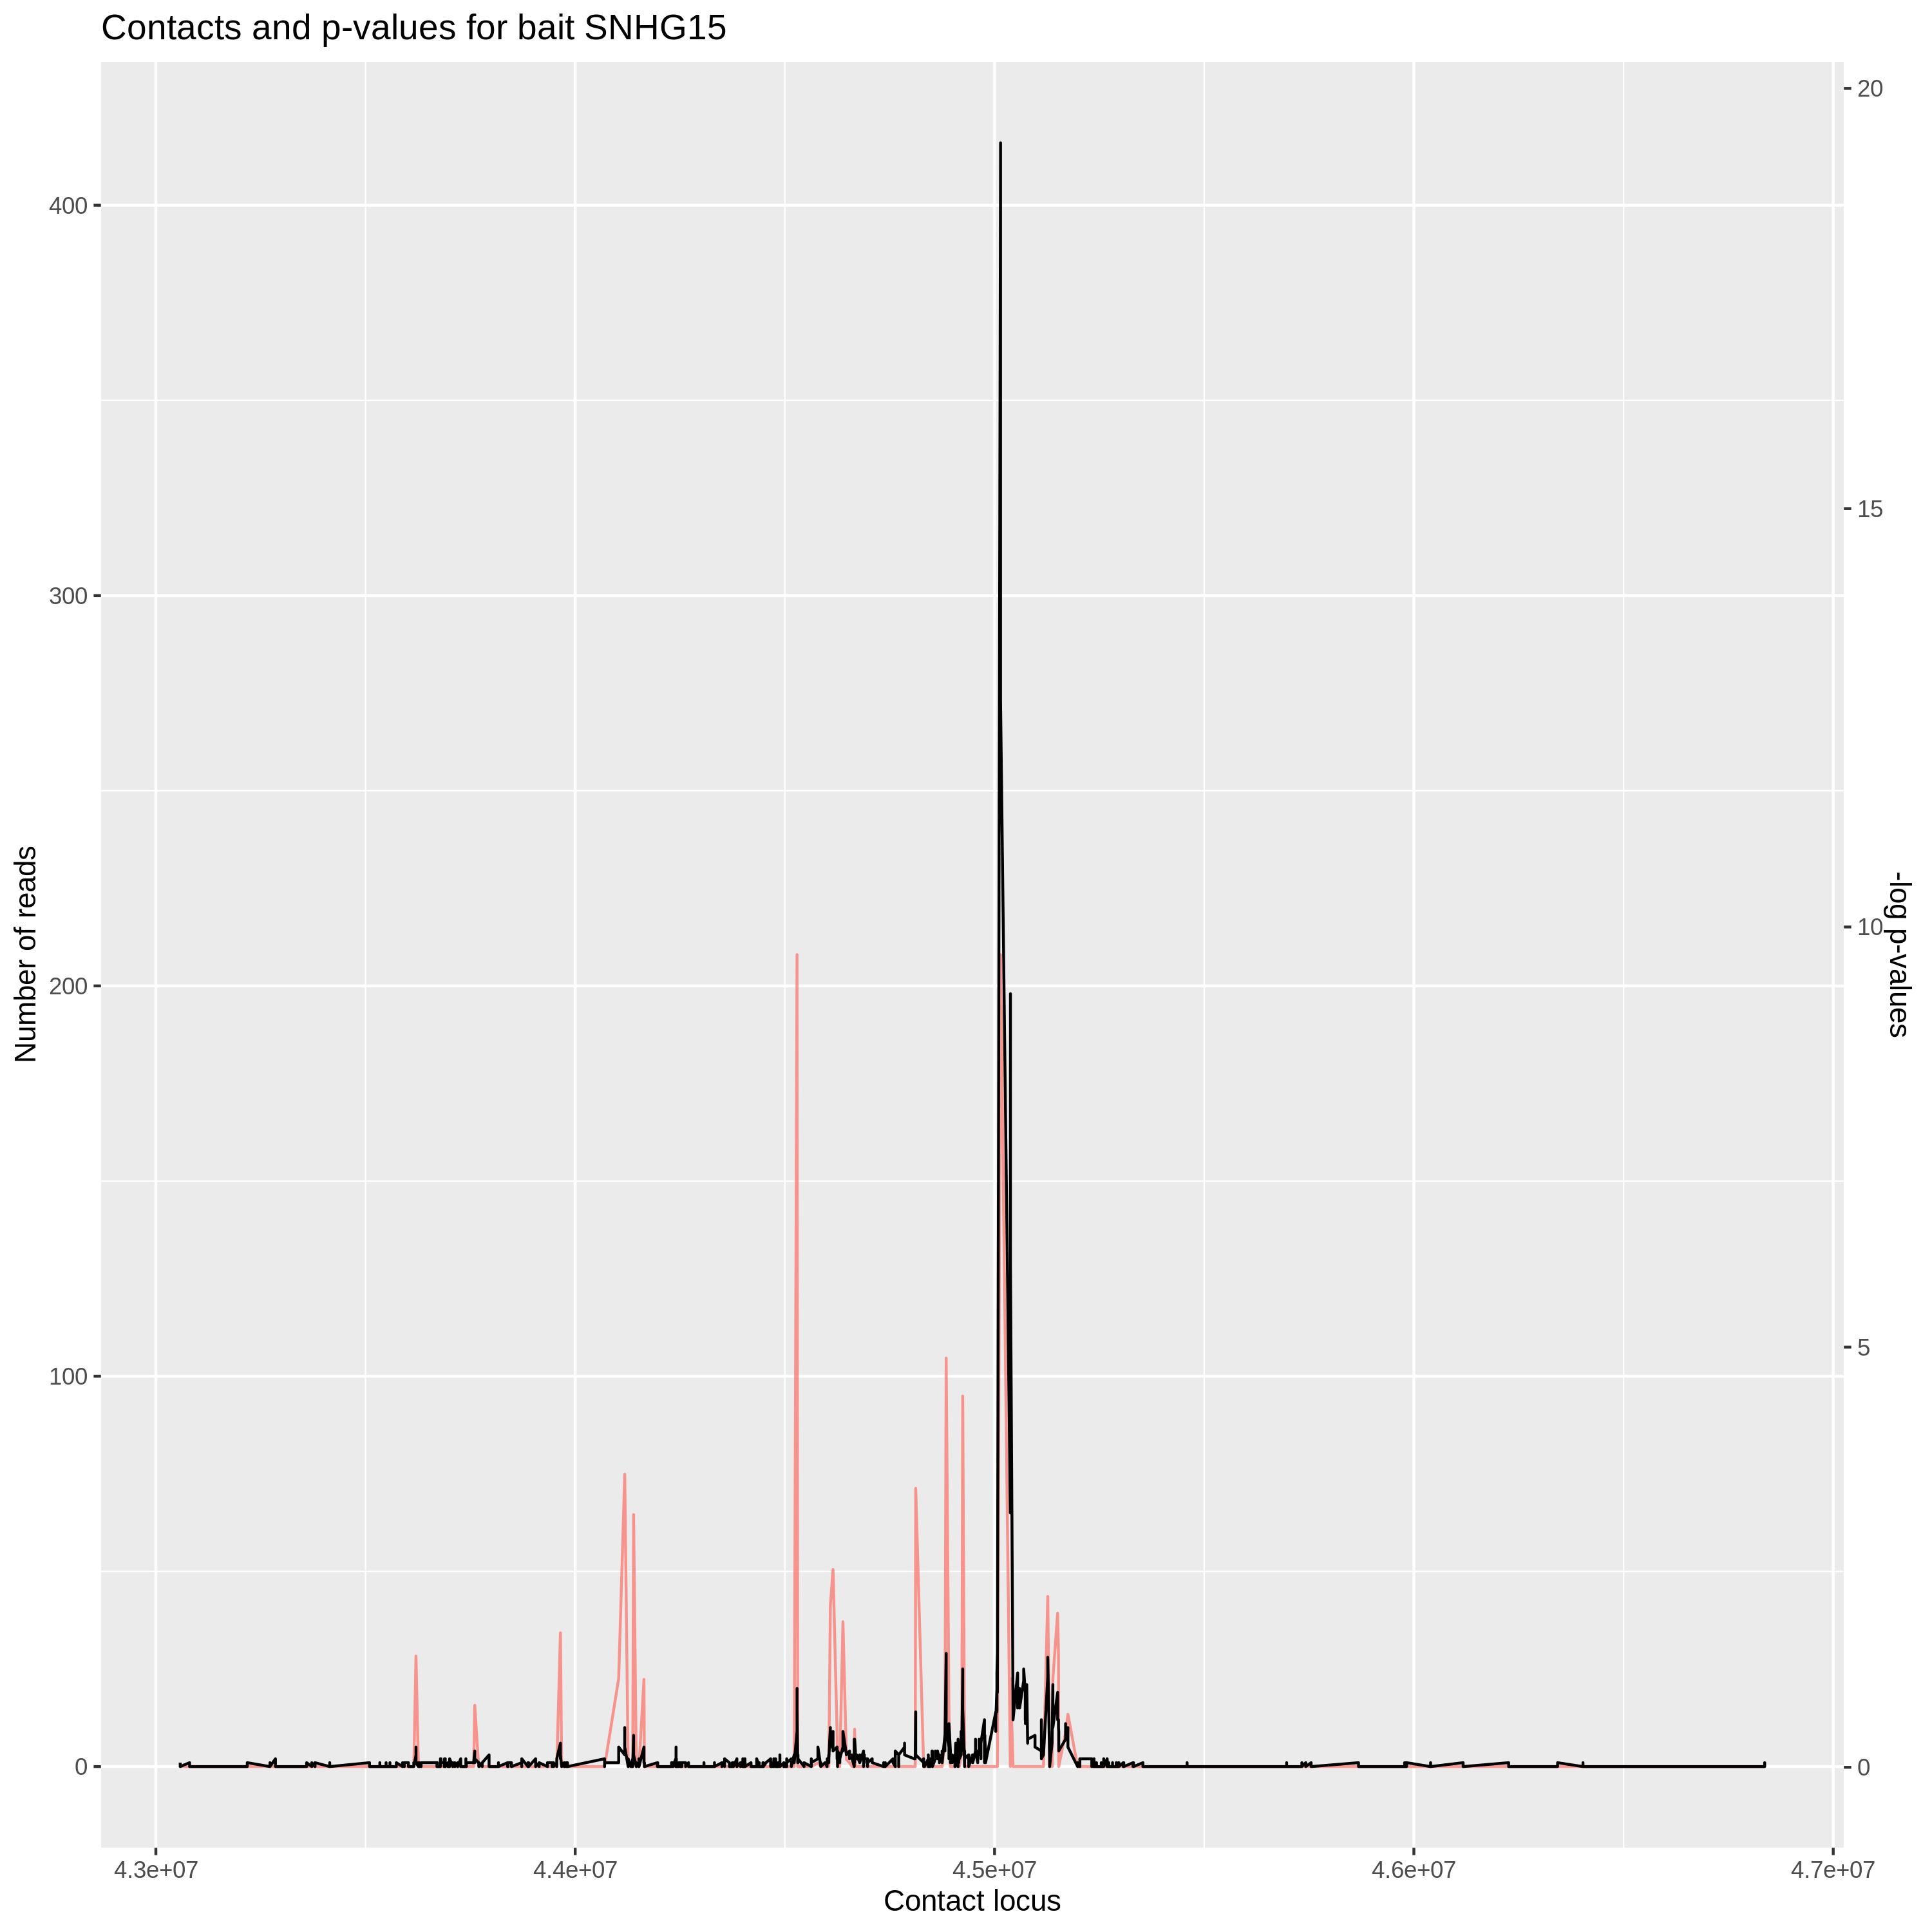 Contacts and p-values for bait SNHG15
400
300
200
100
0
Number of reads
20
15
10
5
0
-log p-values
4.3e+07
4.4e+07
4.5e+07
4.6e+07
4.7e+07
Contact locus